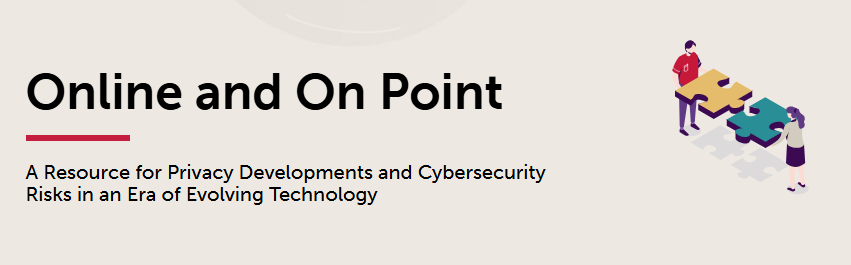 Online and On Point
A Resource for Privacy Developments and Cybersecurity
Risks in an Era of Evolving Technology